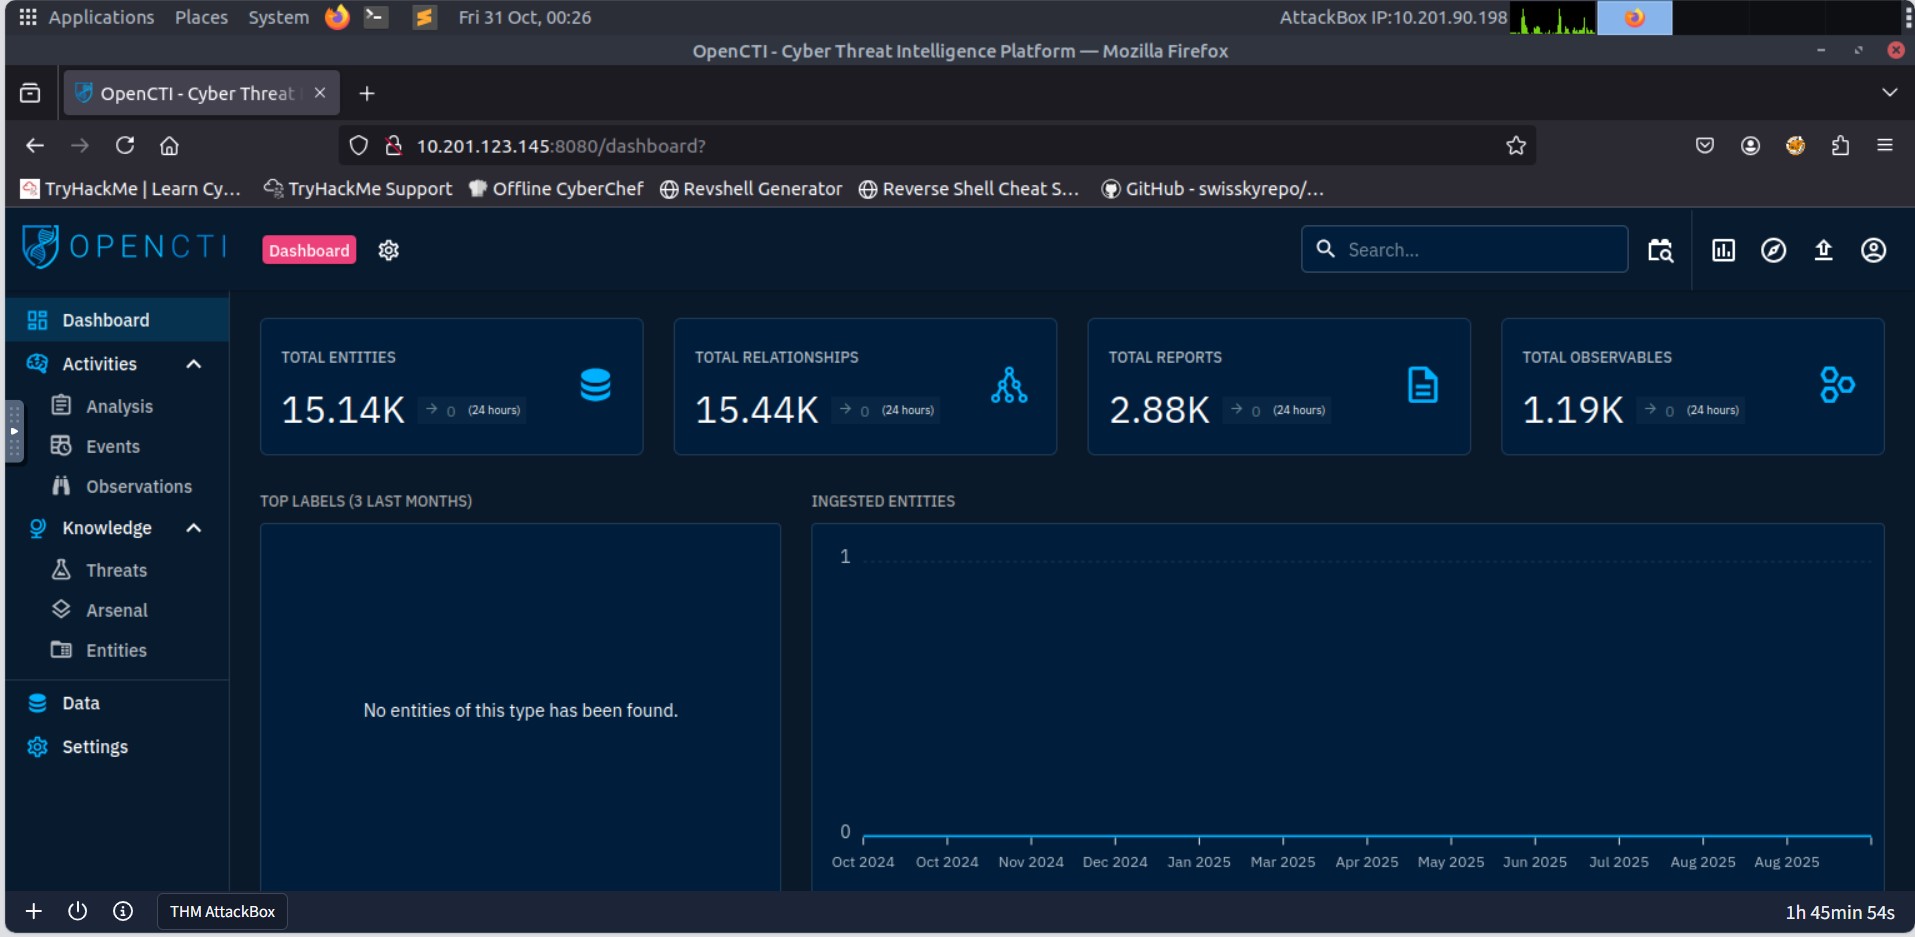 Applications Places System Fri 31 Oct, 00:26 AttackBox IP:10.201.90.198
OpenCTI - Cyber Threat Intelligence Platform — Mozilla Firefox
OpenCTI - Cyber Threat
10.201.123.145:8080/dashboard?
TryHackMe | Learn Cy... TryHackMe Support Offline CyberChef Revshell Generator Reverse Shell Cheat S... GitHub - swisskyrepo/...
OPENCTI Dashboard Search...
Dashboard
Activities
Analysis
Events
Observations
Knowledge
Threats
Arsenal
Entities
Data
Settings
TOTAL ENTITIES
15.14K 0 (24 hours)
TOTAL RELATIONSHIPS
15.44K 0 (24 hours)
TOTAL REPORTS
2.88K 0 (24 hours)
TOTAL OBSERVABLES
1.19K 0 (24 hours)
TOP LABELS (3 LAST MONTHS)
No entities of this type has been found.
INGESTED ENTITIES
1
0
Oct 2024 Oct 2024 Nov 2024 Dec 2024 Jan 2025 Mar 2025 Apr 2025 May 2025 Jun 2025 Jul 2025 Aug 2025 Aug 2025
THM AttackBox 1h 45min 54s